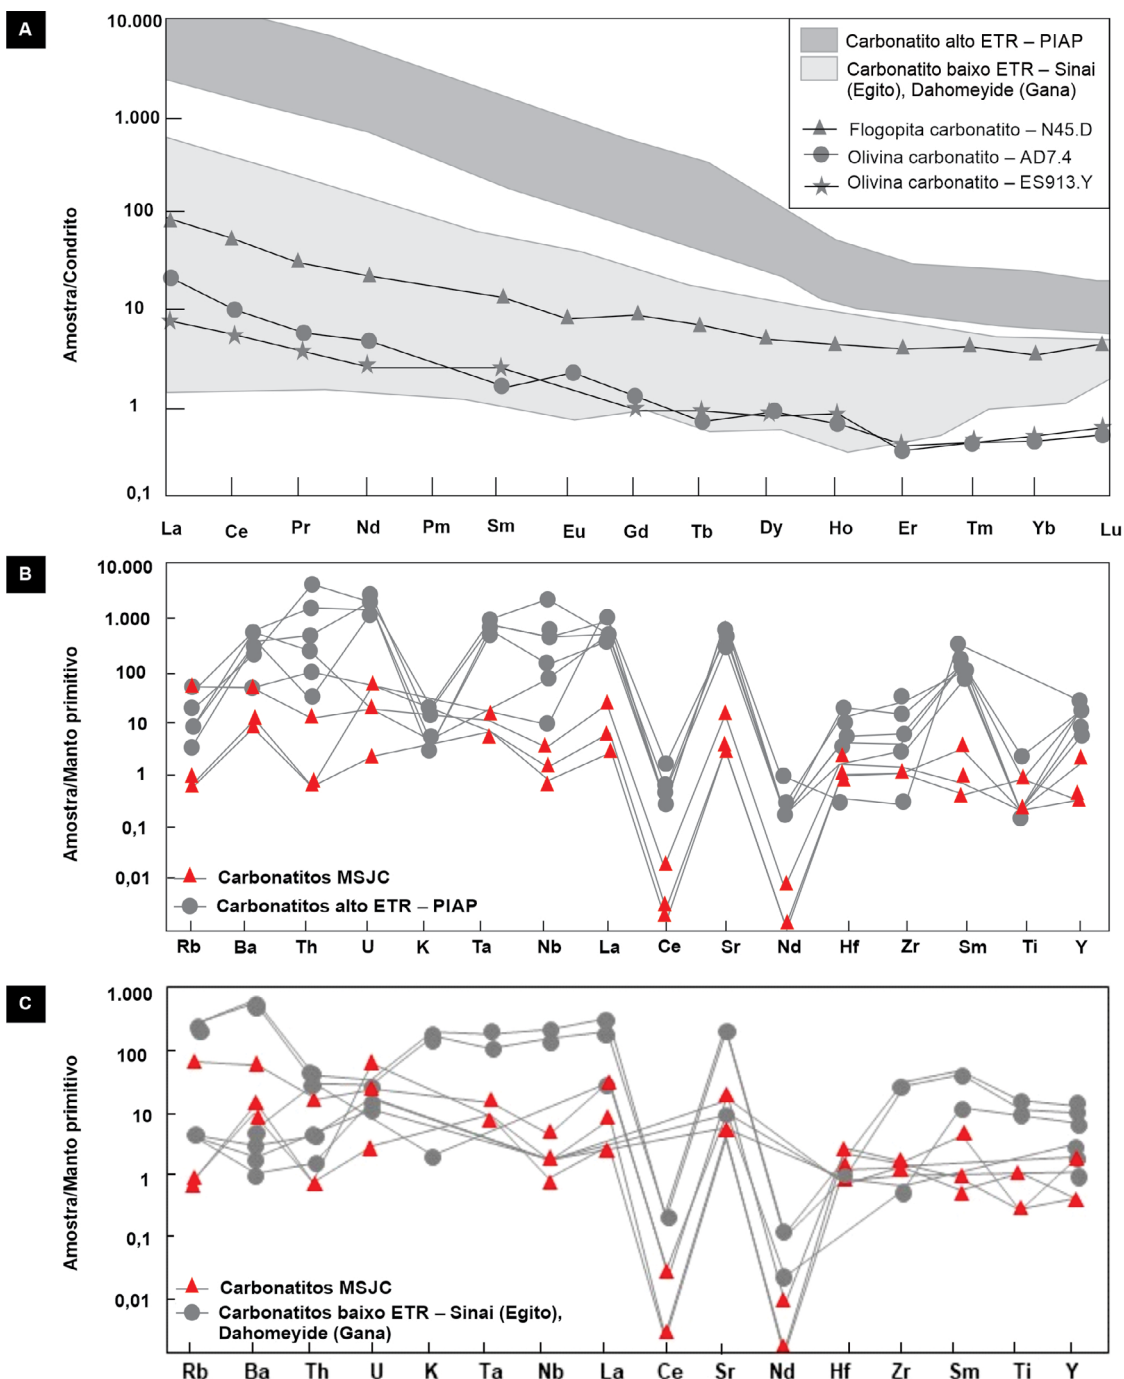 A
10.000
1.000
100
10
1
0,1
Amostra/Condrito
Carbonatito alto ETR – PIAP
Carbonatito baixo ETR – Sinai
(Egito), Dahomeyide (Gana)
Flogopita carbonatito – N45.D
Olivina carbonatito – AD7.4
Olivina carbonatito – ES913.Y
La Ce Pr Nd Pm Sm Eu Gd Tb Dy Ho Er Tm Yb Lu
B
10.000
1.000
100
10
1
0,1
0,01
Amostra/Manto primitivo
Carbonatitos MSJC
Carbonatitos alto ETR – PIAP
Rb Ba Th U K Ta Nb La Ce Sr Nd Hf Zr Sm Ti Y
C
1.000
100
10
1
0,1
0,01
Amostra/Manto primitivo
Carbonatitos MSJC
Carbonatitos baixo ETR – Sinai (Egito),
Dahomeyide (Gana)
Rb Ba Th U K Ta Nb La Ce Sr Nd Hf Zr Sm Ti Y